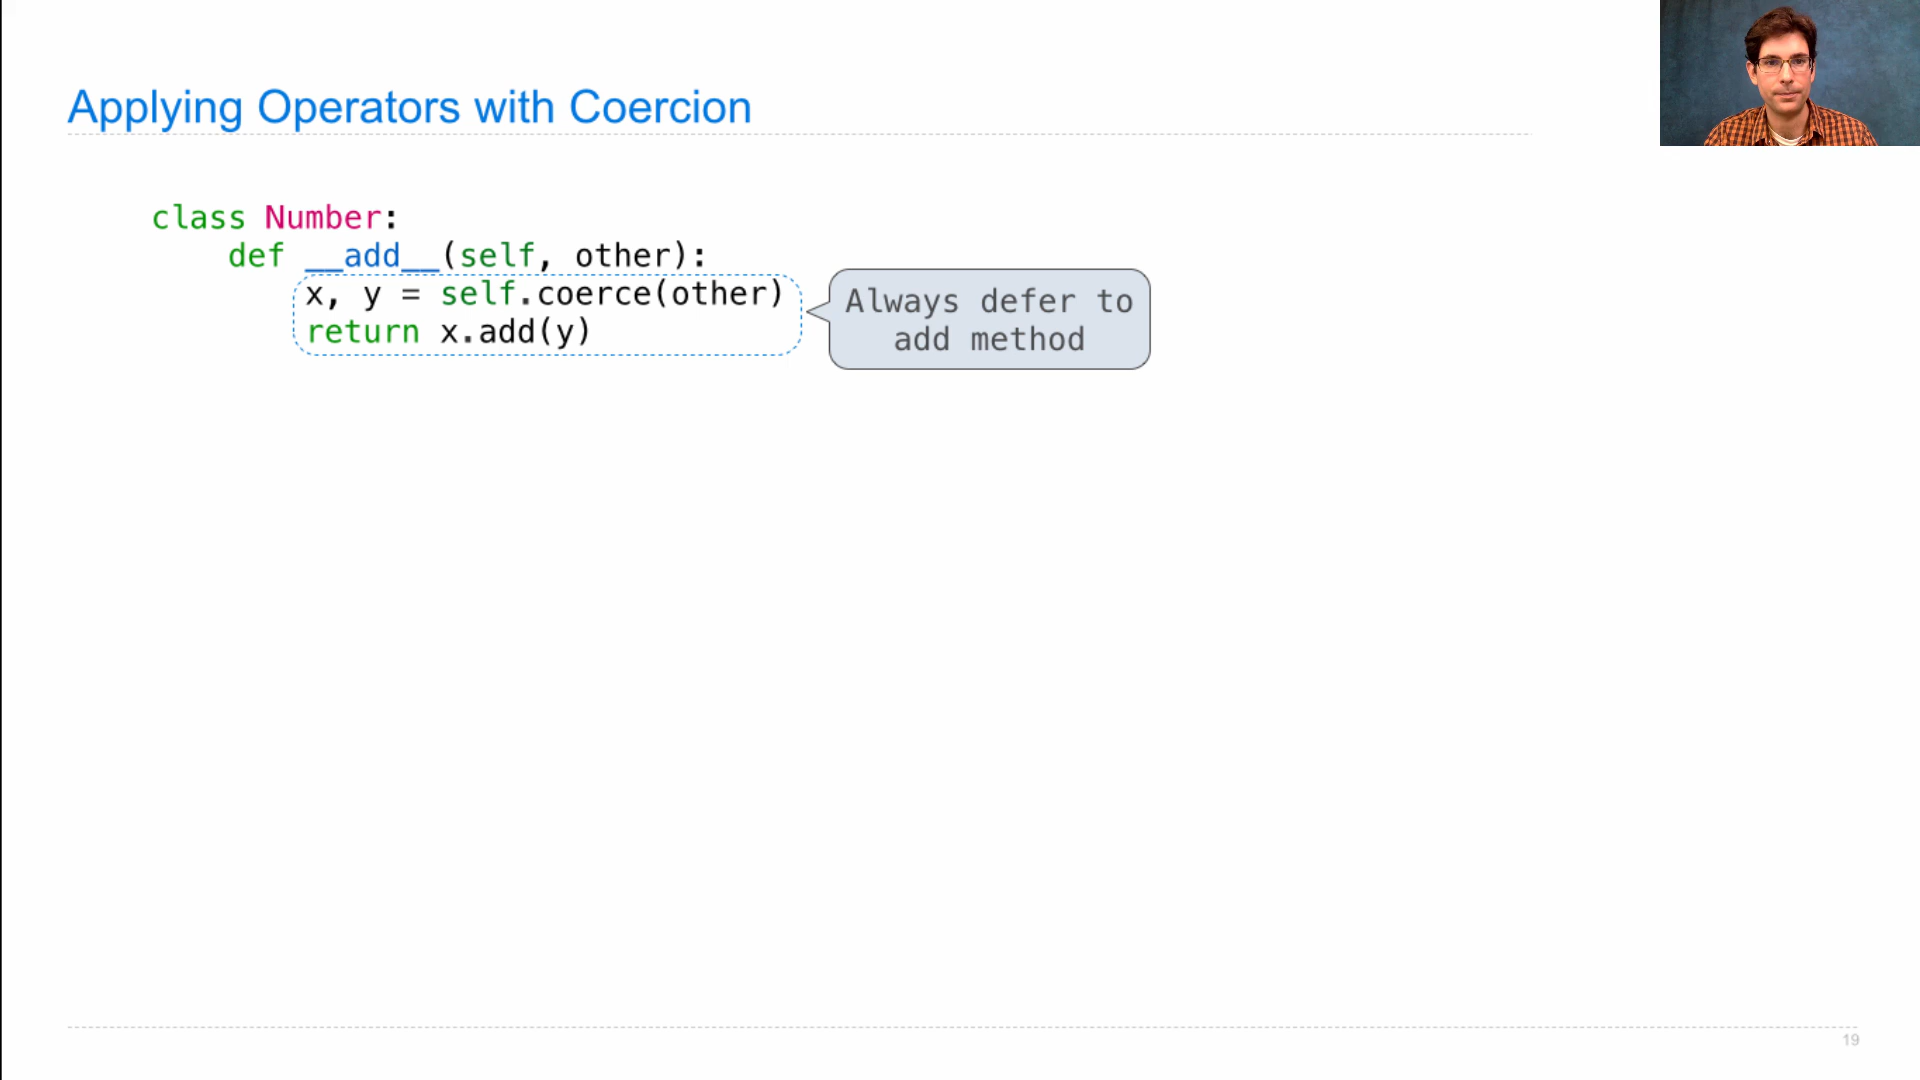 Applying Operators with Coercion
class Number:
def __add__(self, other):
x, y = self.coerce(other)
return x.add(y)
Always defer to
add method
19